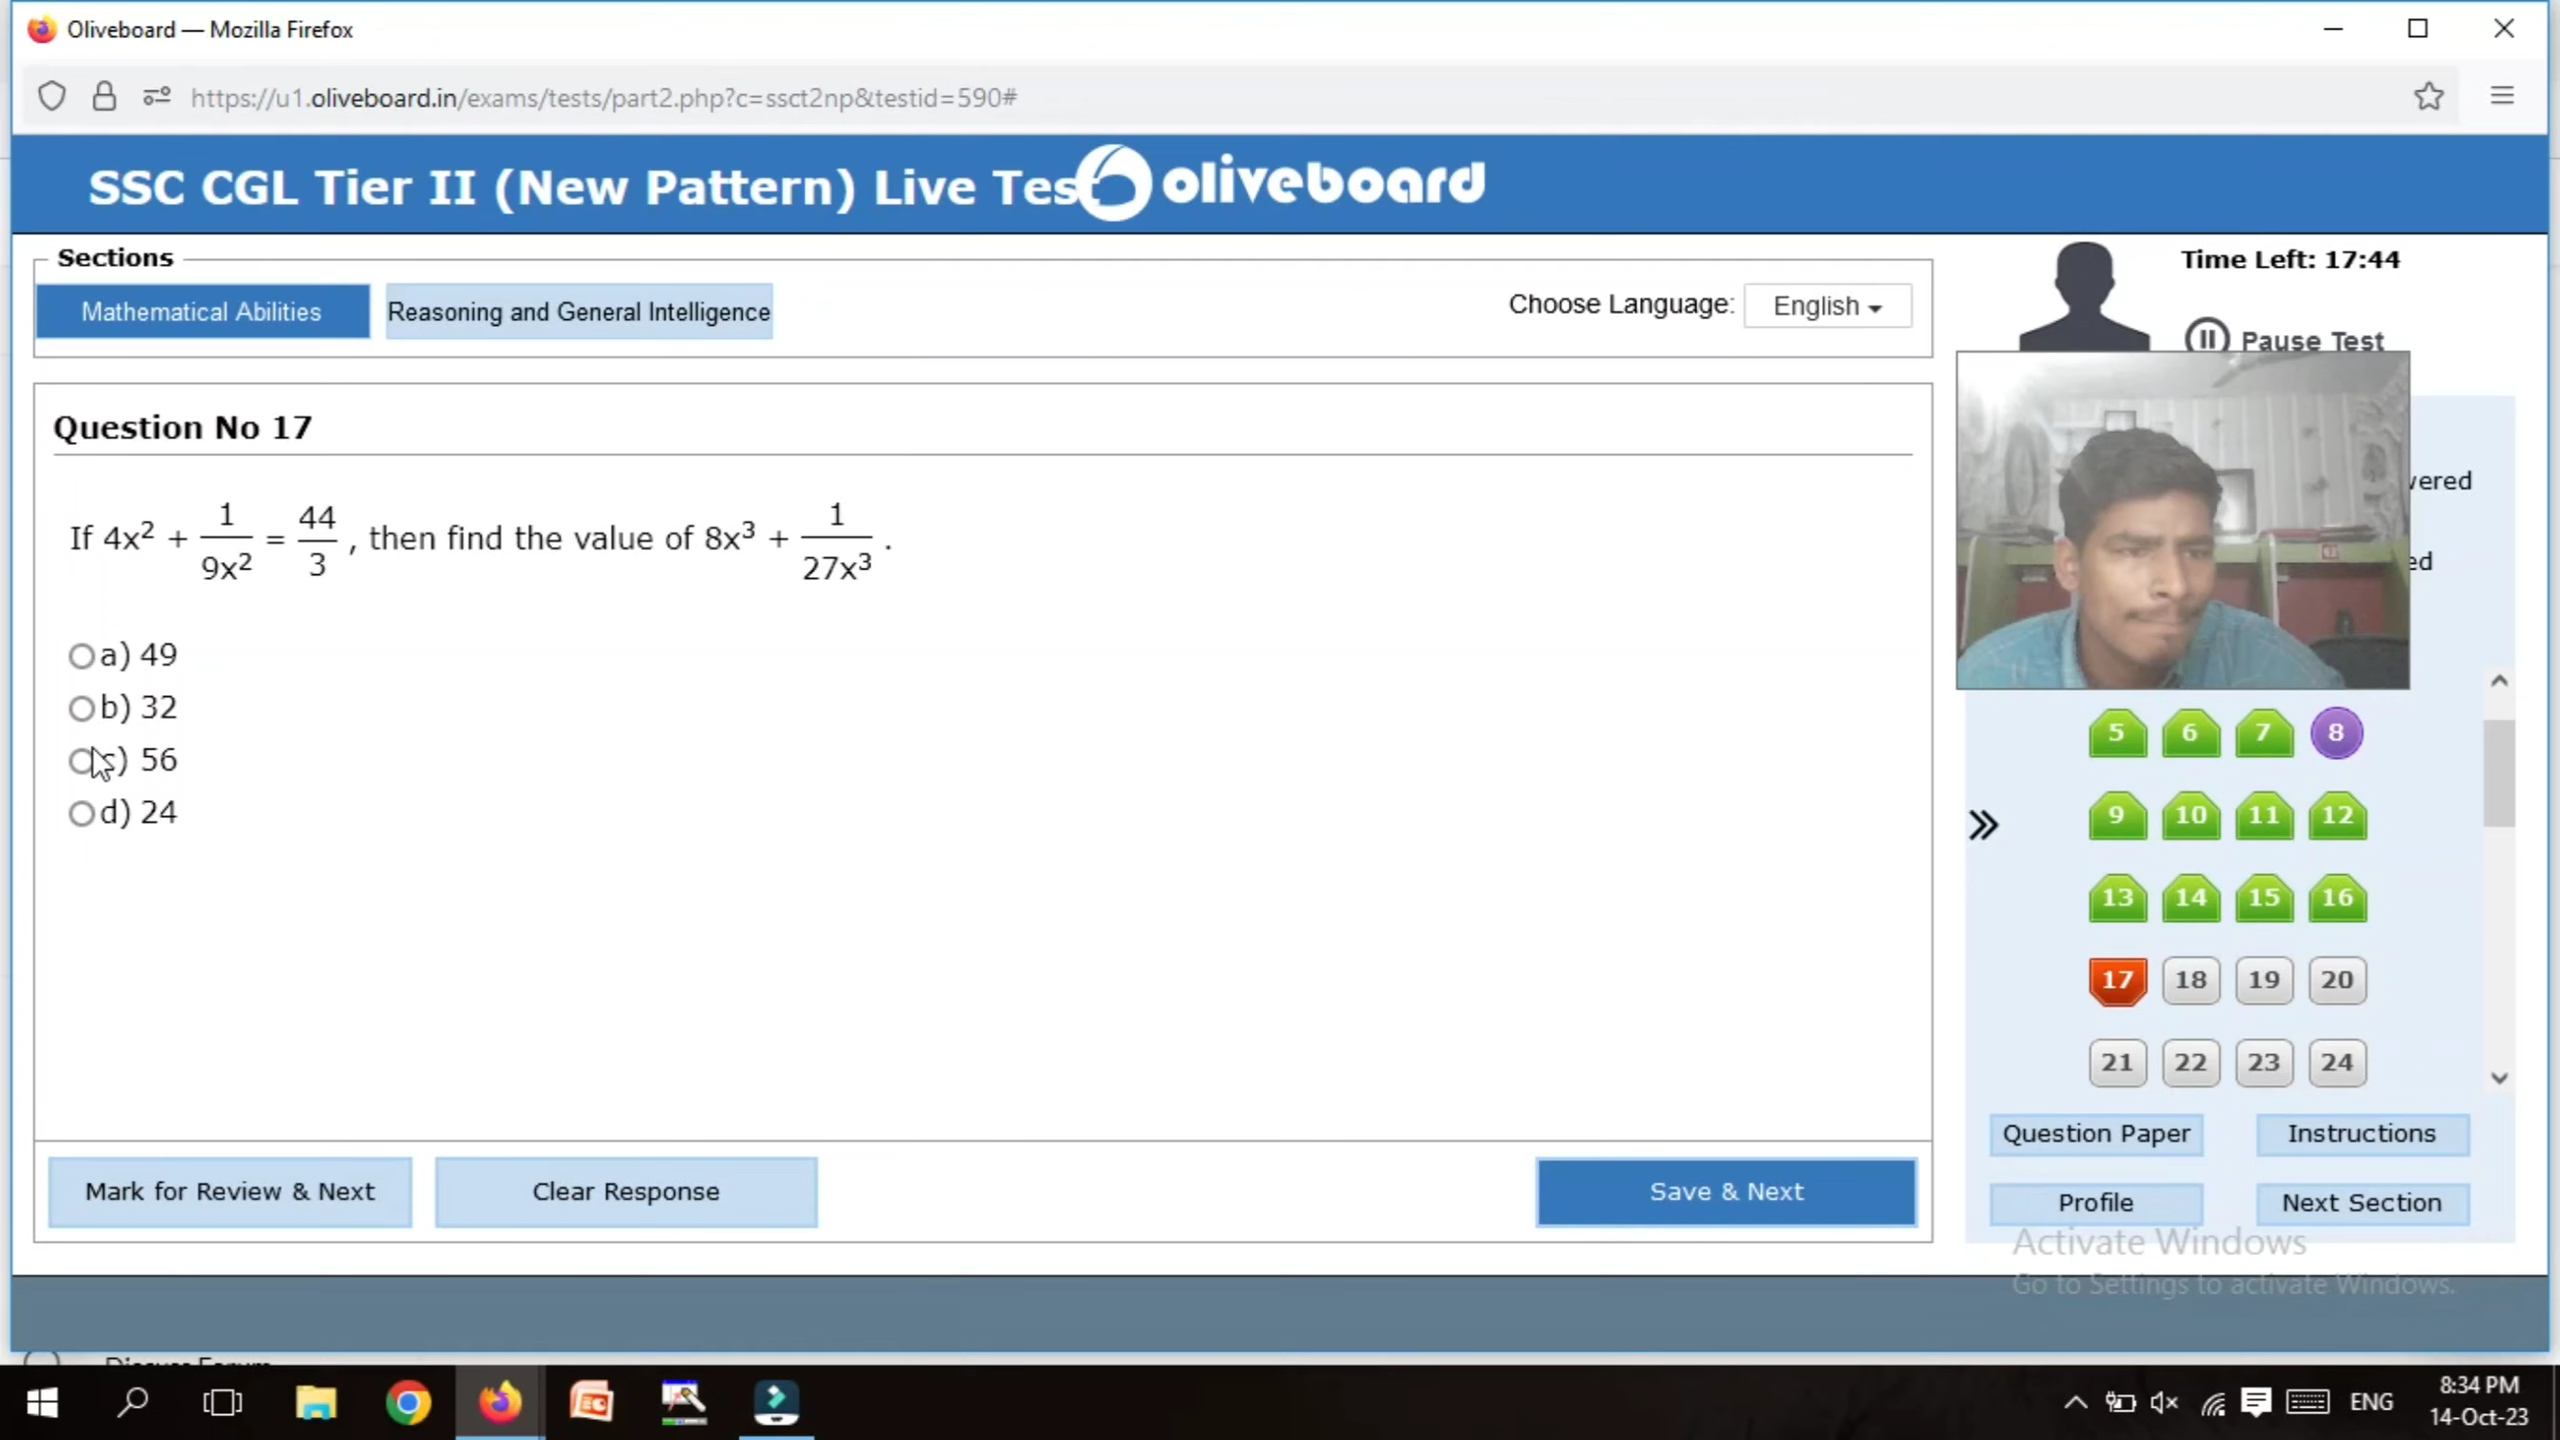 Oliveboard — Mozilla Firefox
https://u1.oliveboard.in/exams/tests/part2.php?c=ssct2np&testid=590#
SSC CGL Tier II (New Pattern) Live Tes
oliveboard
Sections
Mathematical Abilities
Reasoning and General Intelligence
Choose Language:
English
Time Left: 17:44
Pause Test
Question No 17
If 4x² + 1/9x² = 44/3 , then find the value of 8x³ + 1/27x³ .
a) 49
b) 32
c) 56
d) 24
5 6 7 8
9 10 11 12
13 14 15 16
17 18 19 20
21 22 23 24
Question Paper
Instructions
Profile
Next Section
Mark for Review & Next
Clear Response
Save & Next
Activate Windows
Go to Settings to activate Windows.
ENG
8:34 PM
14-Oct-23